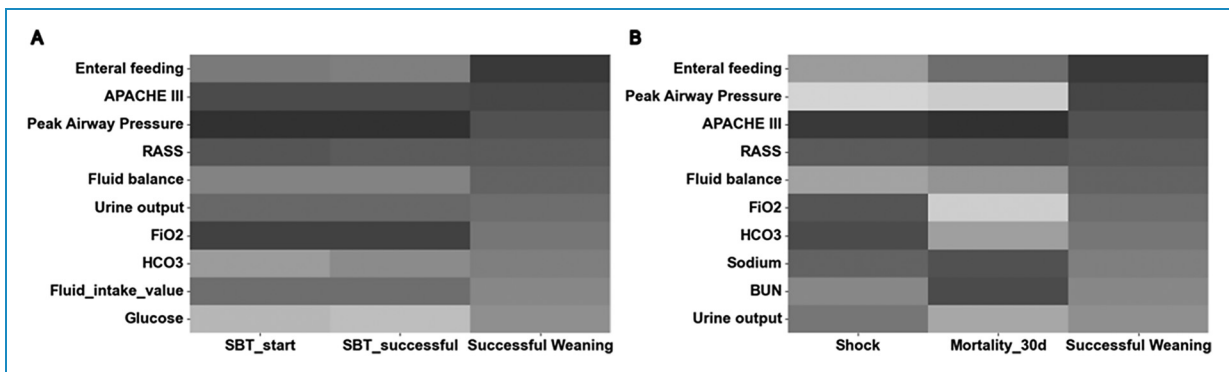 A
Enteral feeding
APACHE III
Peak Airway Pressure
RASS
Fluid balance
Urine output
FiO2
HCO3
Fluid_intake_value
Glucose
SBT_start SBT_successful Successful Weaning
B
Enteral feeding
Peak Airway Pressure
APACHE III
RASS
Fluid balance
FiO2
HCO3
Sodium
BUN
Urine output
Shock Mortality_30d Successful Weaning